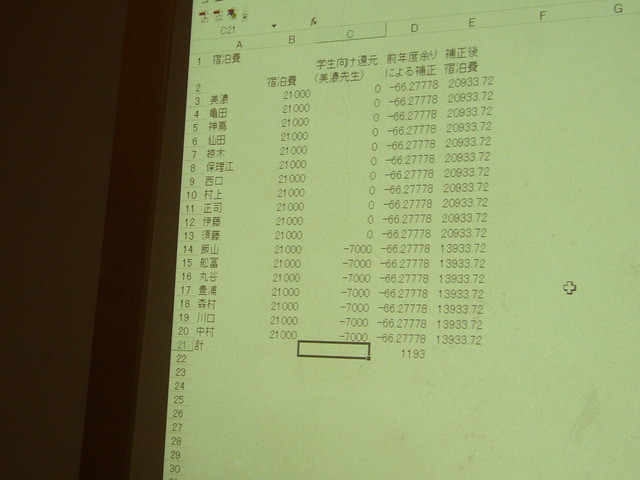 C21 fx
A B C D E F G
1 宿泊費 学生向け還元 前年度余り 補正後
2 宿泊費 (美濃先生) による補正 宿泊費
3 美濃 21000 0 -66.27778 20933.72
4 亀田 21000 0 -66.27778 20933.72
5 神嶌 21000 0 -66.27778 20933.72
6 仙田 21000 0 -66.27778 20933.72
7 椋木 21000 0 -66.27778 20933.72
8 保理江 21000 0 -66.27778 20933.72
9 西口 21000 0 -66.27778 20933.72
10 村上 21000 0 -66.27778 20933.72
11 正司 21000 0 -66.27778 20933.72
12 伊藤 21000 0 -66.27778 20933.72
13 須藤 21000 0 -66.27778 20933.72
14 飯山 21000 -7000 -66.27778 13933.72
15 舩冨 21000 -7000 -66.27778 13933.72
16 丸谷 21000 -7000 -66.27778 13933.72
17 豊浦 21000 -7000 -66.27778 13933.72
18 森村 21000 -7000 -66.27778 13933.72
19 川口 21000 -7000 -66.27778 13933.72
20 中村 21000 -7000 -66.27778 13933.72
21 計 1193
22
23
24
25
26
27
28
29
30